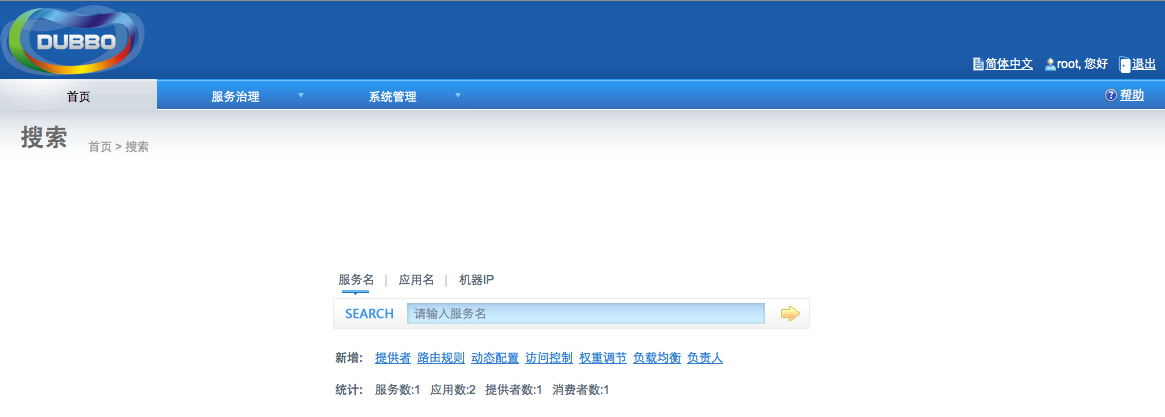 DUBBO
简体中文 root, 您好 退出
首页 服务治理 系统管理 帮助
搜索 首页 > 搜索
服务名 | 应用名 | 机器IP
SEARCH 请输入服务名
新增: 提供者 路由规则 动态配置 访问控制 权重调节 负载均衡 负责人
统计: 服务数:1 应用数:2 提供者数:1 消费者数:1